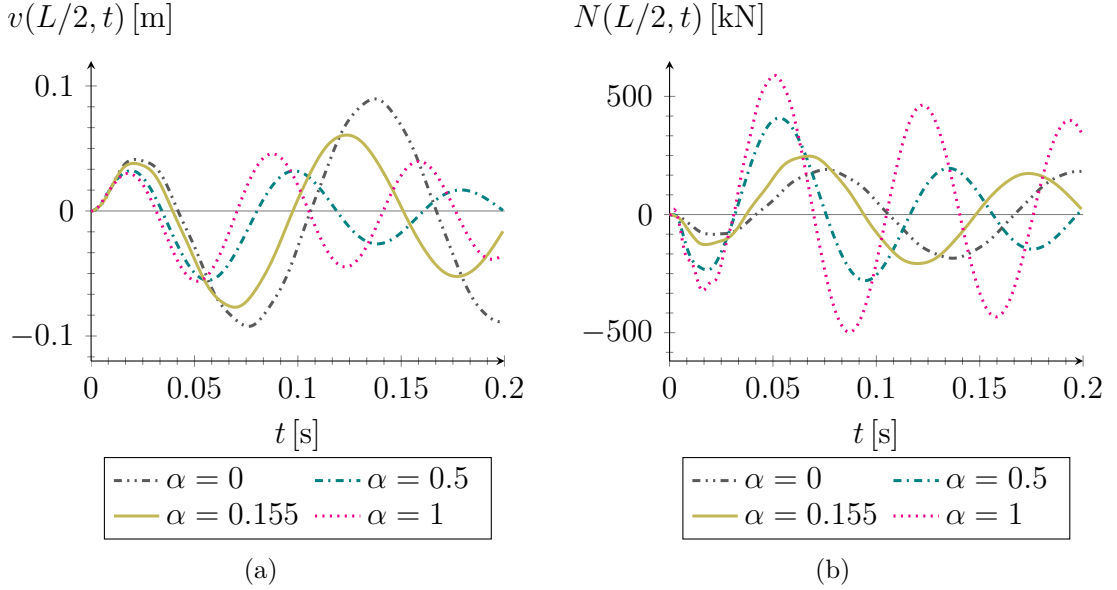 v(L/2, t) [m]
0.1
0
−0.1
0 0.05 0.1 0.15 0.2
t [s]
α = 0 α = 0.5
α = 0.155 α = 1
(a)
N(L/2, t) [kN]
500
0
−500
0 0.05 0.1 0.15 0.2
t [s]
α = 0 α = 0.5
α = 0.155 α = 1
(b)